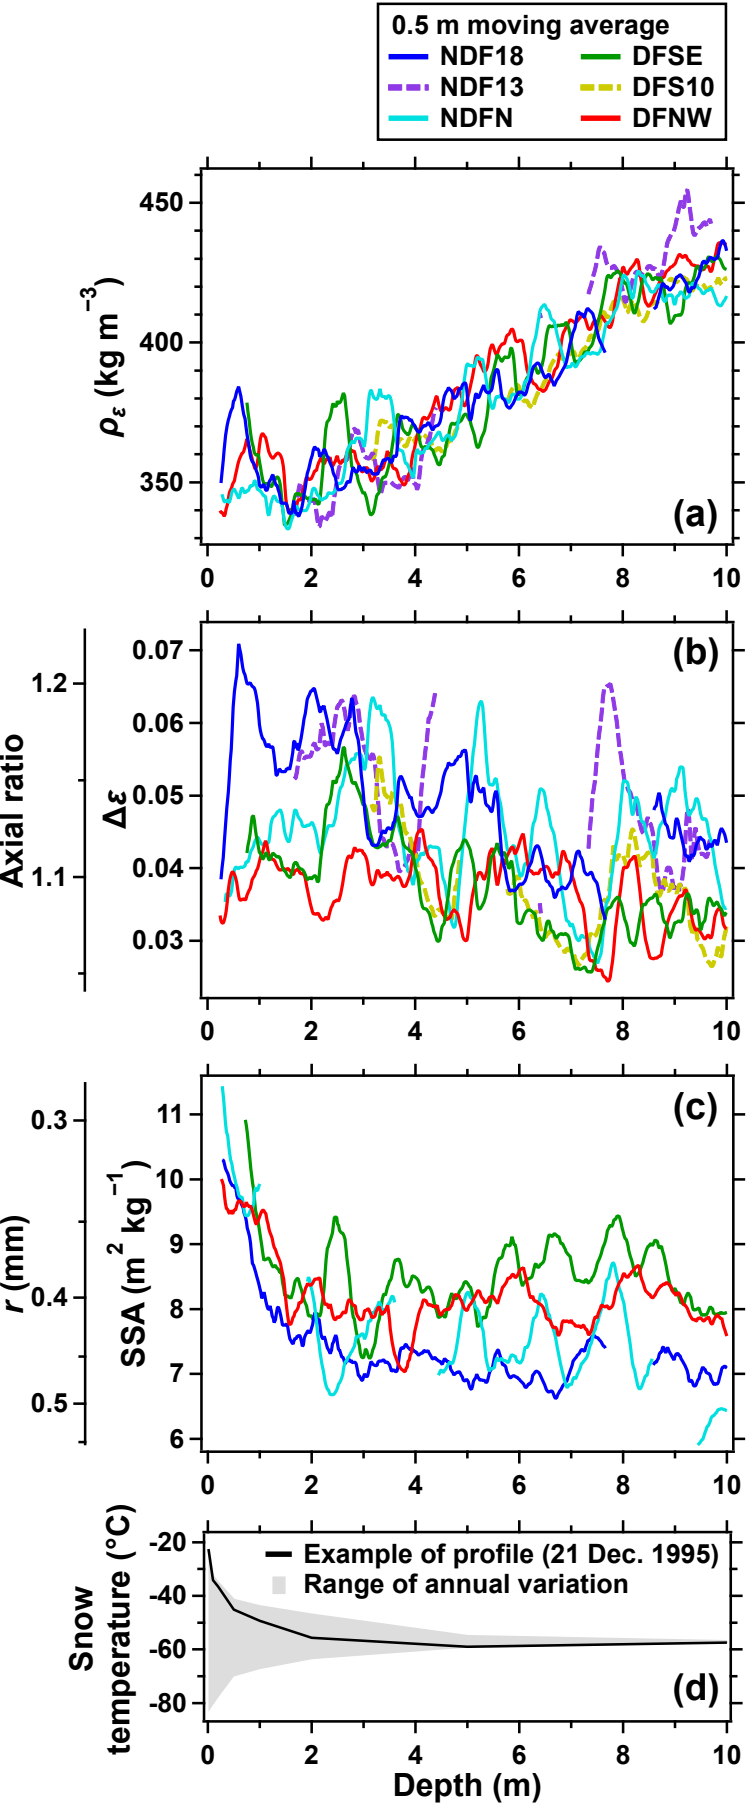 0.5 m moving average
NDF18 DFSE
NDF13 DFS10
NDFN DFNW
450
400
350
ρε (kg m−3)
(a)
0 2 4 6 8 10
Axial ratio
1.2
1.1
Δε
0.07
0.06
0.05
0.04
0.03
(b)
0 2 4 6 8 10
r (mm)
0.3
0.4
0.5
SSA (m2 kg−1)
11
10
9
8
7
6
(c)
0 2 4 6 8 10
Snow
temperature (°C)
-20
-40
-60
-80
Example of profile (21 Dec. 1995)
Range of annual variation
(d)
0 2 4 6 8 10
Depth (m)